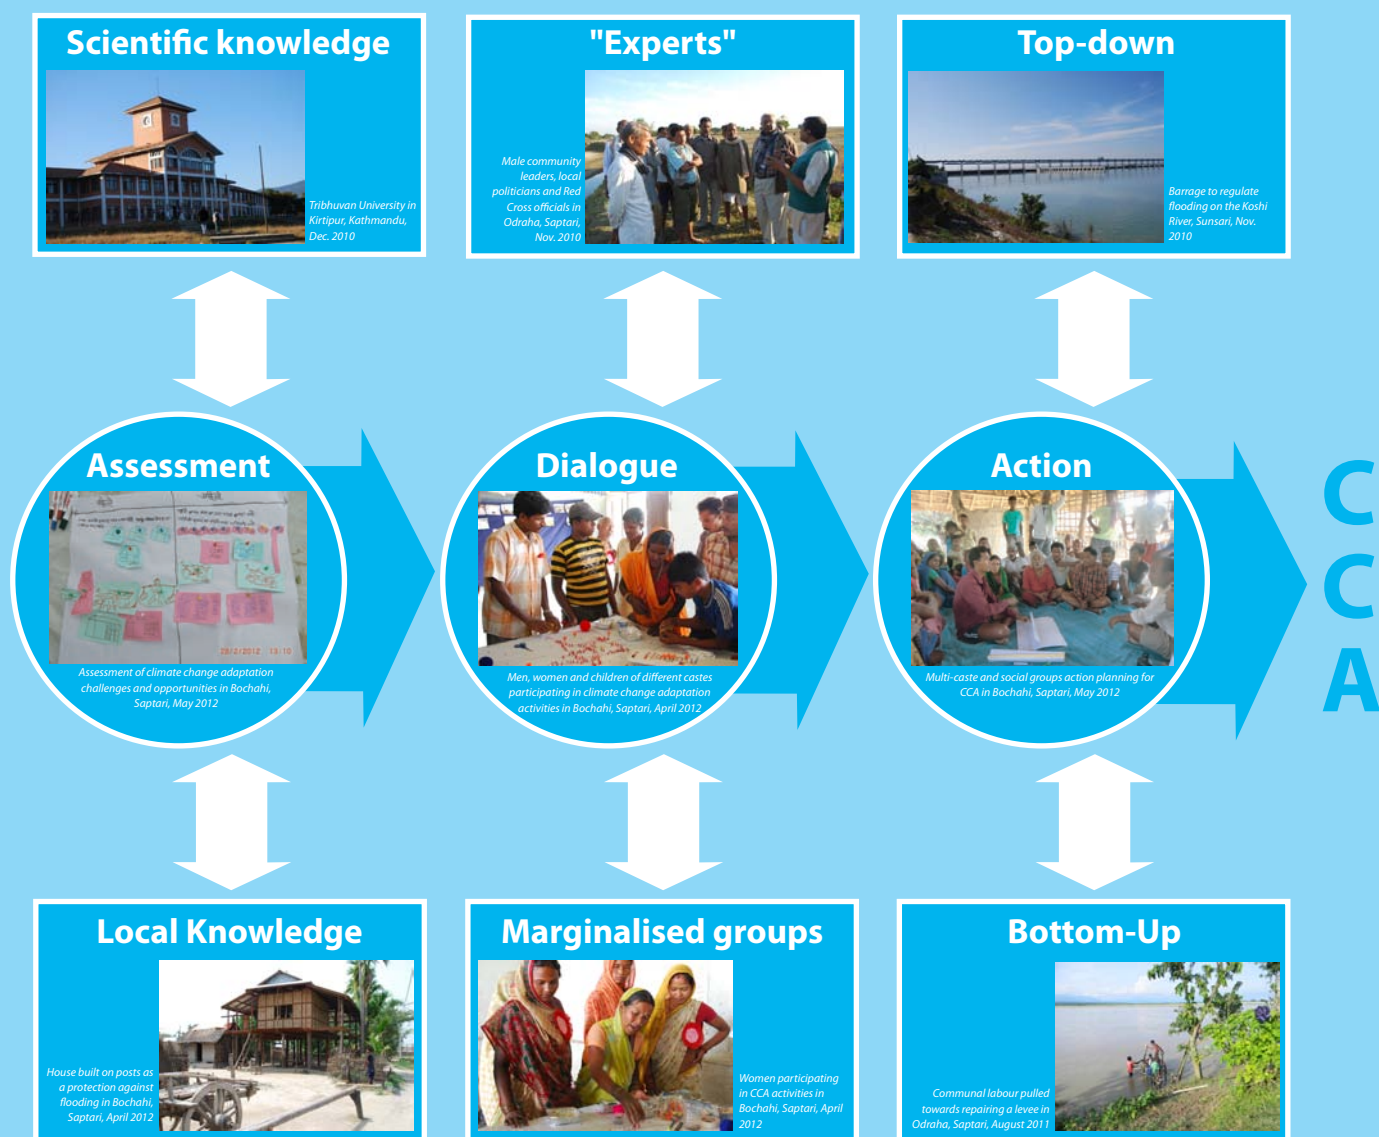 Scientific knowledge
Tribhuvan University in
Kirtipur, Kathmandu,
Dec. 2010
"Experts"
Male community
leaders, local
politicians and Red
Cross officials in
Odraha, Saptari,
Nov. 2010
Top-down
Barrage to regulate
flooding on the Koshi
River, Sunsari, Nov.
2010
Assessment
28/2/2012 13:10
Assessment of climate change adaptation
challenges and opportunities in Bochahi,
Saptari, May 2012
Dialogue
Men, women and children of different castes
participating in climate change adaptation
activities in Bochahi, Saptari, April 2012
Action
Multi-caste and social groups action planning for
CCA in Bochahi, Saptari, May 2012
C
C
A
Local Knowledge
House built on posts as
a protection against
flooding in Bochahi,
Saptari, April 2012
Marginalised groups
Women participating
in CCA activities in
Bochahi, Saptari, April
2012
Bottom-Up
Communal labour pulled
towards repairing a levee in
Odraha, Saptari, August 2011